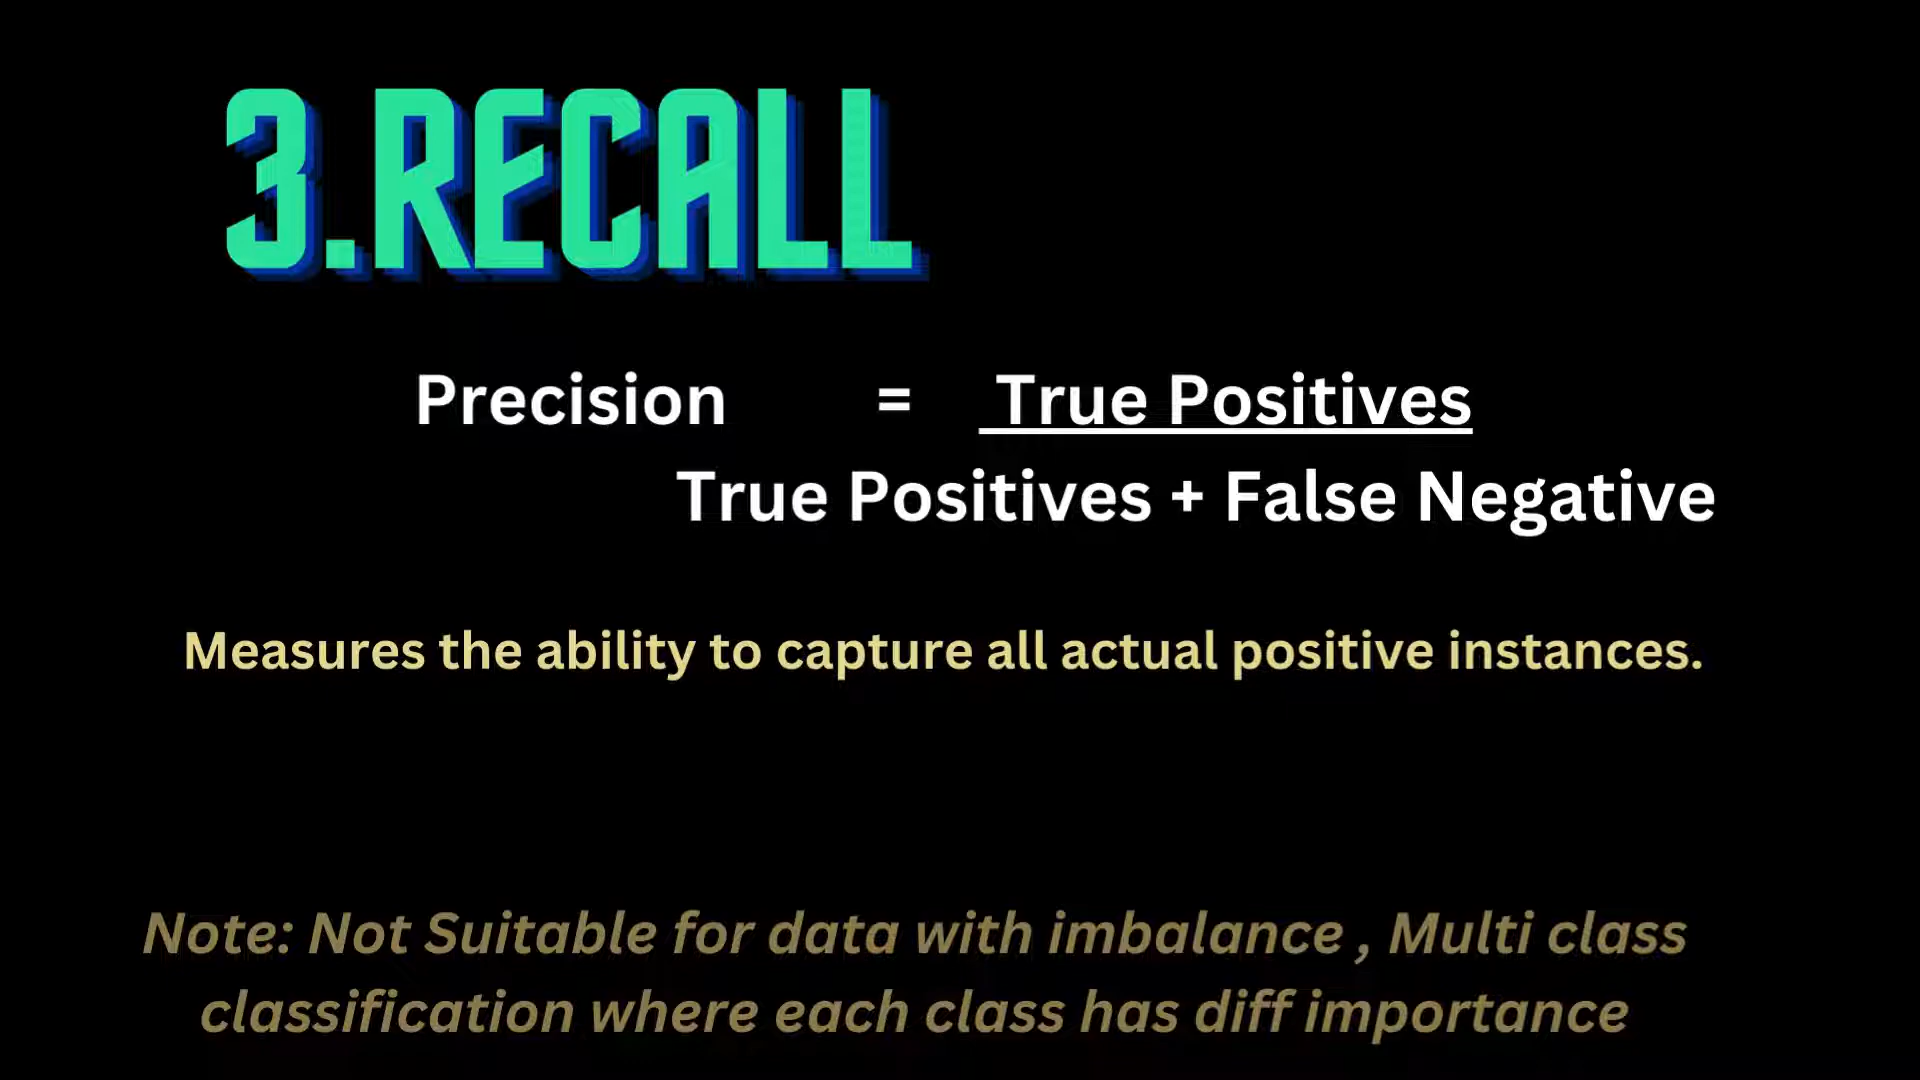 3.RECALL
Precision = True Positives
True Positives + False Negative
Measures the ability to capture all actual positive instances.
Note: Not Suitable for data with imbalance , Multi class
classification where each class has diff importance